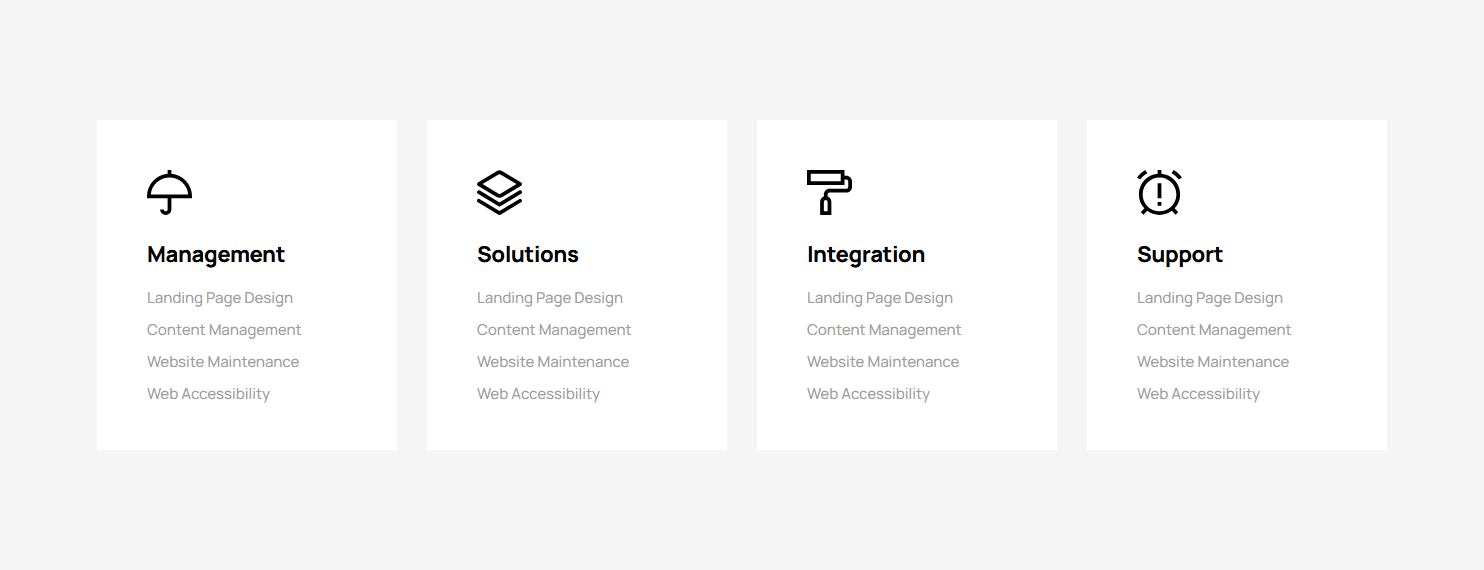 Management
Landing Page Design
Content Management
Website Maintenance
Web Accessibility
Solutions
Landing Page Design
Content Management
Website Maintenance
Web Accessibility
Integration
Landing Page Design
Content Management
Website Maintenance
Web Accessibility
Support
Landing Page Design
Content Management
Website Maintenance
Web Accessibility